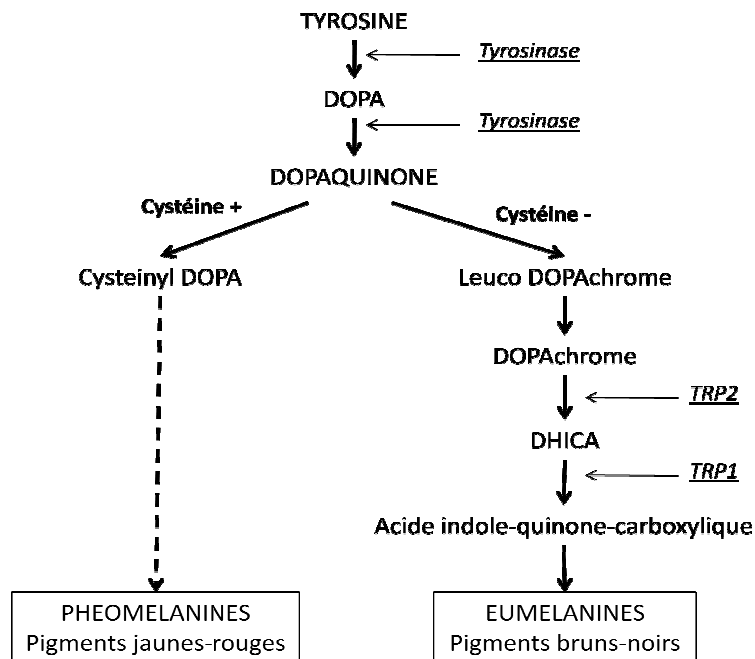 TYROSINE
Tyrosinase
DOPA
Tyrosinase
DOPAQUINONE
Cystéine +
Cystéine -
Cysteinyl DOPA
Leuco DOPAchrome
DOPAchrome
TRP2
DHICA
TRP1
Acide indole-quinone-carboxylique
PHEOMELANINES
Pigments jaunes-rouges
EUMELANINES
Pigments bruns-noirs